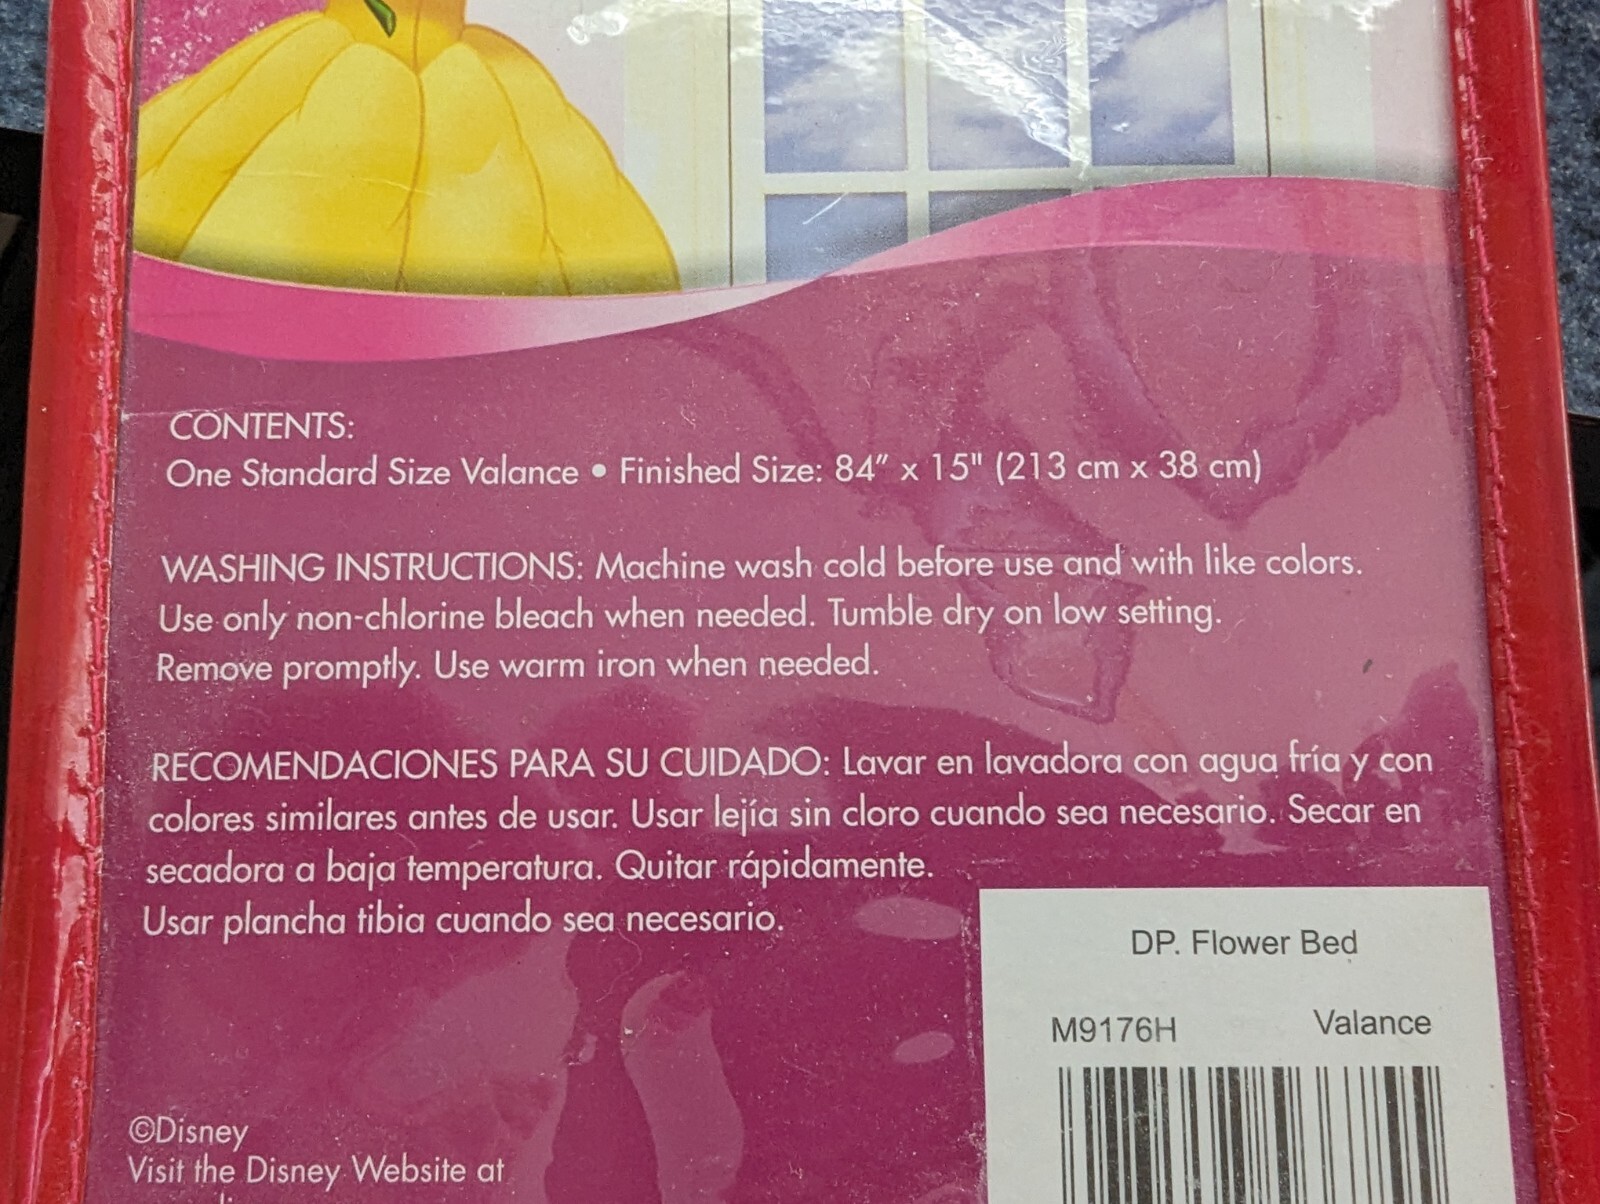 CONTENTS:
One Standard Size Valance • Finished Size: 84″ x 15" (213 cm x 38 cm)
WASHING INSTRUCTIONS: Machine wash cold before use and with like colors.
Use only non-chlorine bleach when needed. Tumble dry on low setting.
Remove promptly. Use warm iron when needed.
RECOMENDACIONES PARA SU CUIDADO: Lavar en lavadora con agua fría y con
colores similares antes de usar. Usar lejía sin cloro cuando sea necesario. Secar en
secadora a baja temperatura. Quitar rápidamente.
Usar plancha tibia cuando sea necesario.
DP. Flower Bed
M9176H Valance
©Disney
Visit the Disney Website at